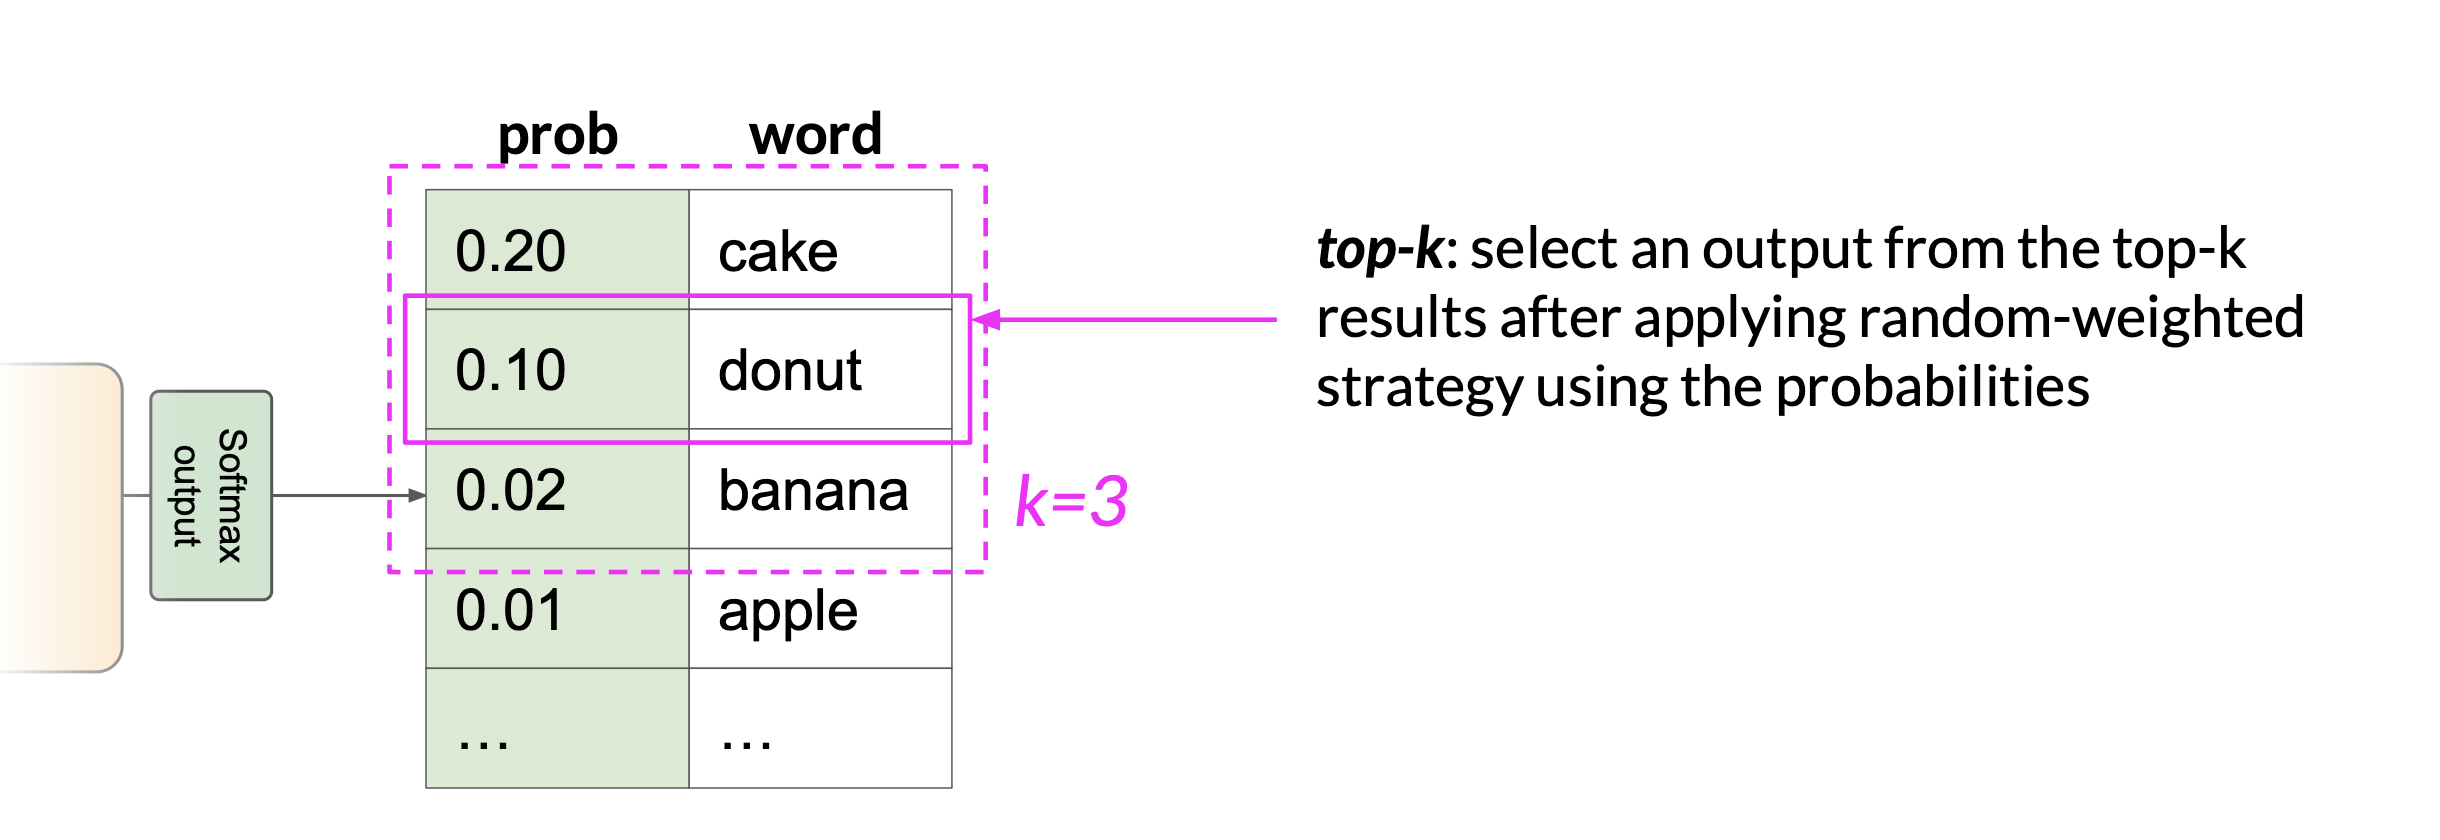 prob word
0.20 cake
0.10 donut
0.02 banana
0.01 apple
… …
Softmax
output
k=3
top-k: select an output from the top-k
results after applying random-weighted
strategy using the probabilities